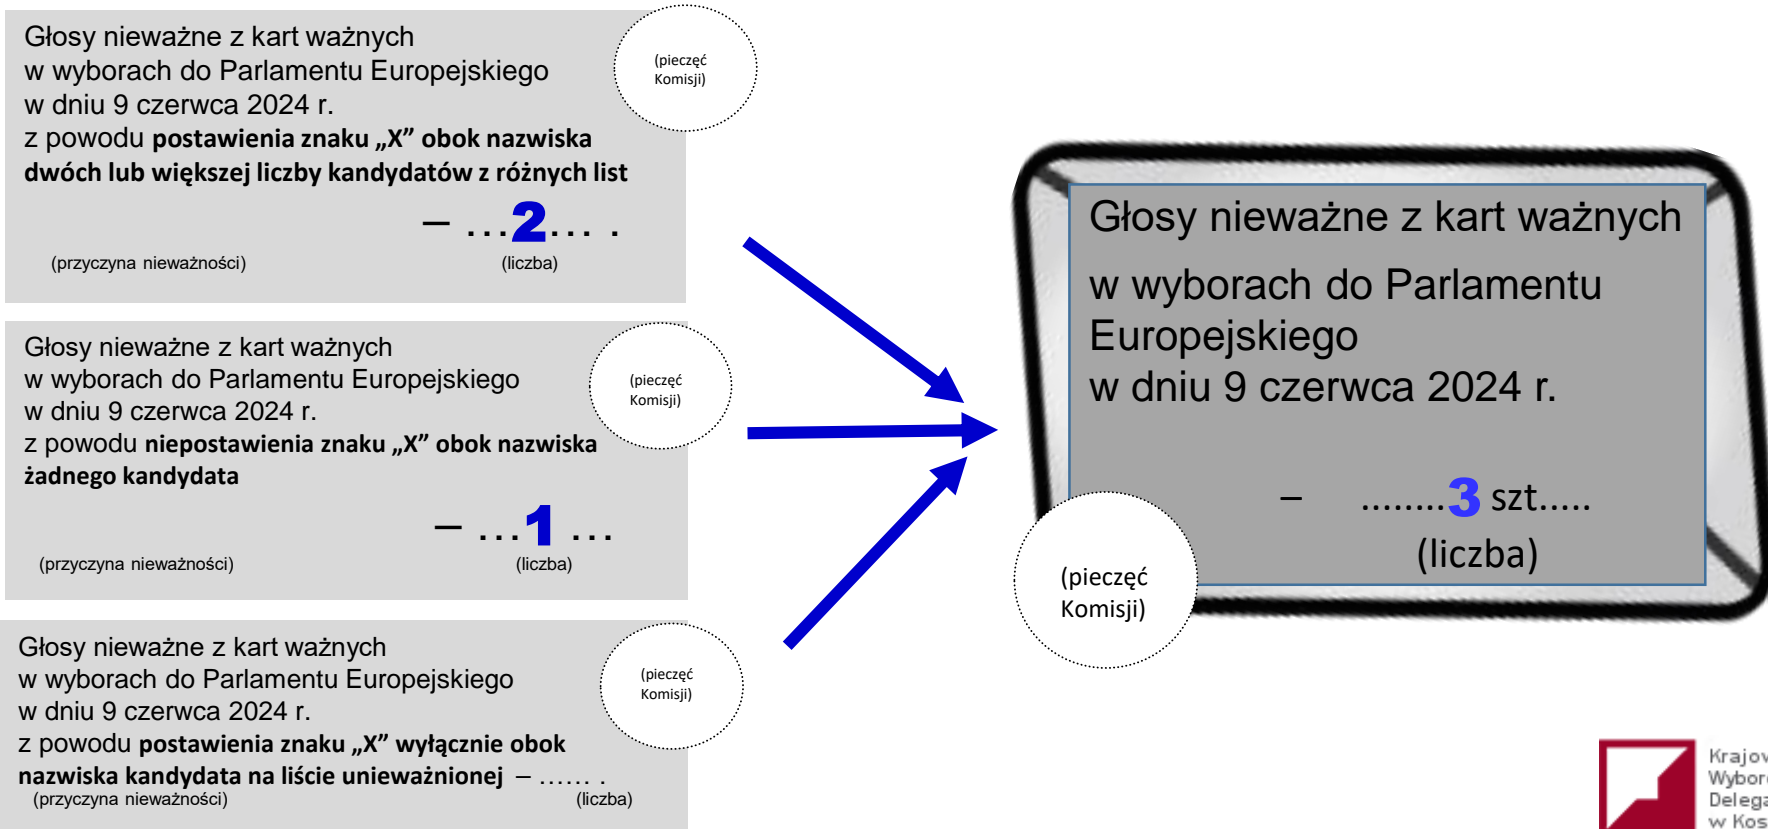 Głosy nieważne z kart ważnych
w wyborach do Parlamentu Europejskiego
w dniu 9 czerwca 2024 r.
z powodu postawienia znaku „X” obok nazwiska
dwóch lub większej liczby kandydatów z różnych list
– ...2... .
(przyczyna nieważności) (liczba)
(pieczęć
Komisji)
Głosy nieważne z kart ważnych
w wyborach do Parlamentu Europejskiego
w dniu 9 czerwca 2024 r.
z powodu niepostawienia znaku „X” obok nazwiska
żadnego kandydata
– ...1 ...
(przyczyna nieważności) (liczba)
(pieczęć
Komisji)
Głosy nieważne z kart ważnych
w wyborach do Parlamentu Europejskiego
w dniu 9 czerwca 2024 r.
z powodu postawienia znaku „X” wyłącznie obok
nazwiska kandydata na liście unieważnionej – ...... .
(przyczyna nieważności) (liczba)
(pieczęć
Komisji)
Głosy nieważne z kart ważnych
w wyborach do Parlamentu
Europejskiego
w dniu 9 czerwca 2024 r.
– ........3 szt.....
(liczba)
(pieczęć
Komisji)
w